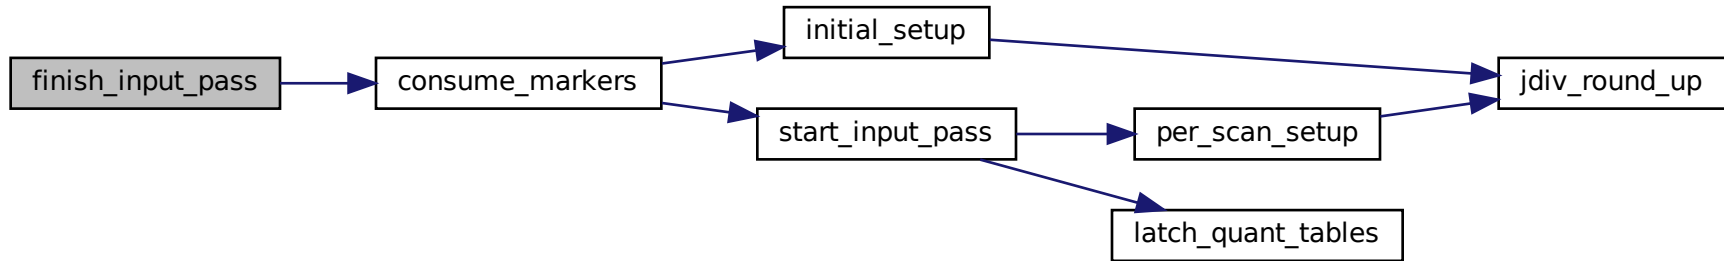 finish_input_pass
consume_markers
initial_setup
start_input_pass
per_scan_setup
latch_quant_tables
jdiv_round_up